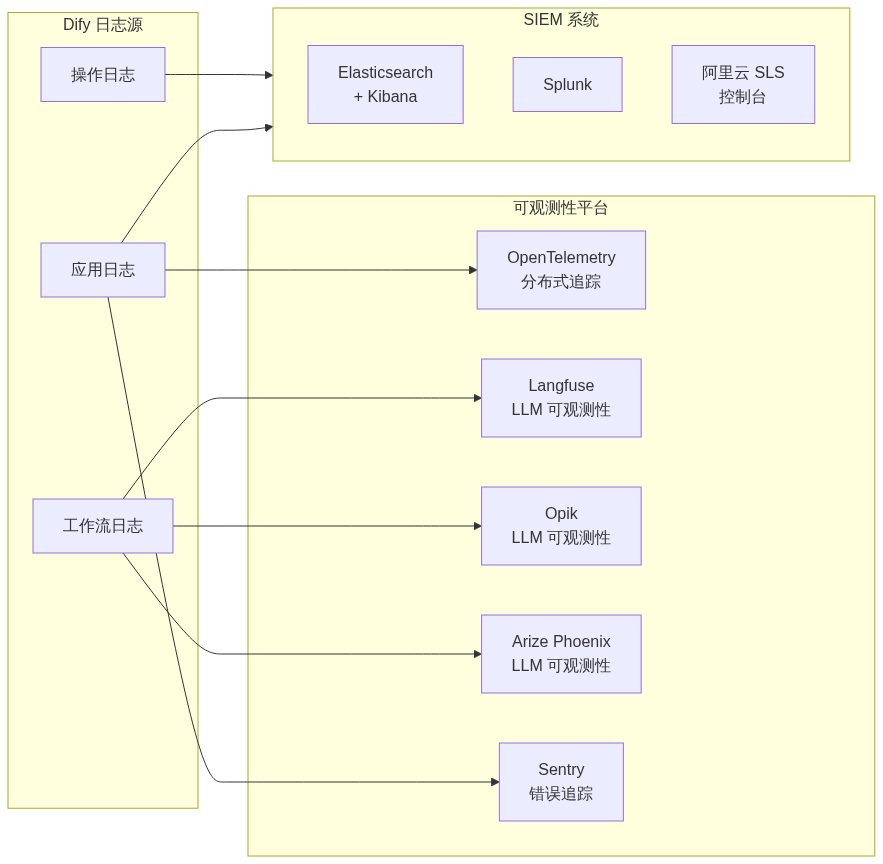 Dify 日志源
操作日志
应用日志
工作流日志
SIEM 系统
Elasticsearch
+ Kibana
Splunk
阿里云 SLS
控制台
可观测性平台
OpenTelemetry
分布式追踪
Langfuse
LLM 可观测性
Opik
LLM 可观测性
Arize Phoenix
LLM 可观测性
Sentry
错误追踪